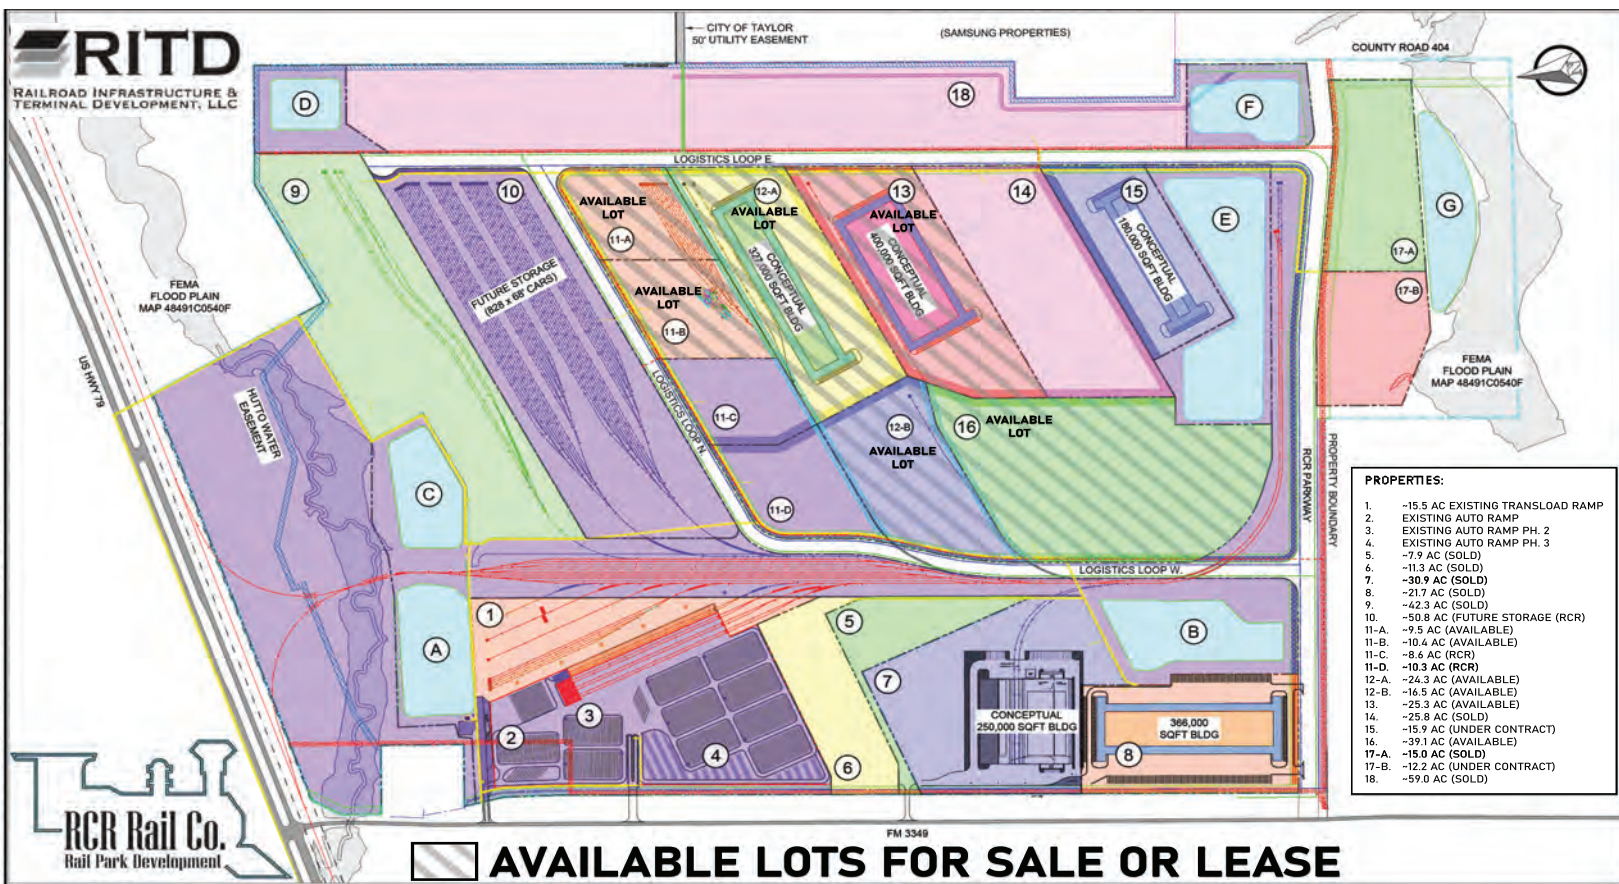 RITD
RAILROAD INFRASTRUCTURE &
TERMINAL DEVELOPMENT, LLC
CITY OF TAYLOR
50' UTILITY EASEMENT
(SAMSUNG PROPERTIES)
COUNTY ROAD 404
D
18
F
LOGISTICS LOOP E.
9
10
AVAILABLE
LOT
11-A
12-A
AVAILABLE
LOT
13
AVAILABLE
LOT
14
15
E
G
17-A
17-B
FUTURE STORAGE
(828 x 68' CARS)
AVAILABLE
LOT
11-B
CONCEPTUAL
327,000 SQFT BLDG
CONCEPTUAL
400,000 SQFT BLDG
CONCEPTUAL
180,000 SQFT BLDG
FEMA
FLOOD PLAIN
MAP 48491C0540F
FEMA
FLOOD PLAIN
MAP 48491C0540F
US HWY 79
HUTTO WATER
EASEMENT
LOGISTICS LOOP N.
11-C
12-B
AVAILABLE
LOT
16
AVAILABLE
LOT
RCR PARKWAY
PROPERTY BOUNDARY
C
11-D
LOGISTICS LOOP W.
A
1
5
B
7
2
3
4
6
CONCEPTUAL
250,000 SQFT BLDG
366,000
SQFT BLDG
8
PROPERTIES:
1. ~15.5 AC EXISTING TRANSLOAD RAMP
2. EXISTING AUTO RAMP
3. EXISTING AUTO RAMP PH. 2
4. EXISTING AUTO RAMP PH. 3
5. ~7.9 AC (SOLD)
6. ~11.3 AC (SOLD)
7. ~30.9 AC (SOLD)
8. ~21.7 AC (SOLD)
9. ~42.3 AC (SOLD)
10. ~50.8 AC (FUTURE STORAGE (RCR)
11-A. ~9.5 AC (AVAILABLE)
11-B. ~10.4 AC (AVAILABLE)
11-C. ~8.6 AC (RCR)
11-D. ~10.3 AC (RCR)
12-A. ~24.3 AC (AVAILABLE)
12-B. ~16.5 AC (AVAILABLE)
13. ~25.3 AC (AVAILABLE)
14. ~25.8 AC (SOLD)
15. ~15.9 AC (UNDER CONTRACT)
16. ~39.1 AC (AVAILABLE)
17-A. ~15.0 AC (SOLD)
17-B. ~12.2 AC (UNDER CONTRACT)
18. ~59.0 AC (SOLD)
RCR Rail Co.
Rail Park Development
FM 3349
AVAILABLE LOTS FOR SALE OR LEASE